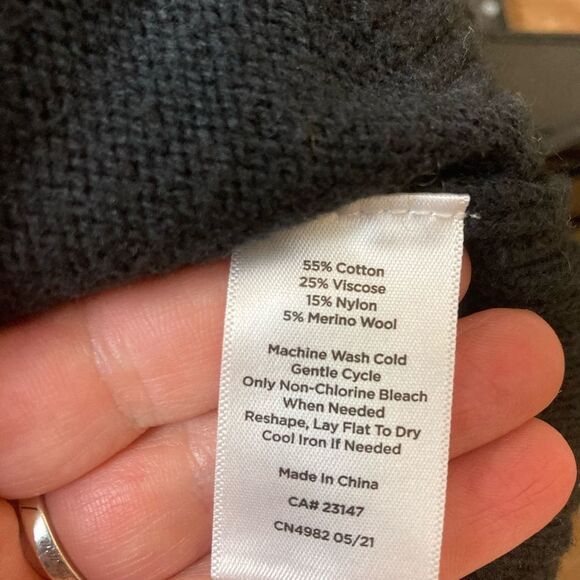 55% Cotton
25% Viscose
15% Nylon
5% Merino Wool
Machine Wash Cold
Gentle Cycle
Only Non-Chlorine Bleach
When Needed
Reshape, Lay Flat To Dry
Cool Iron If Needed
Made In China
CA# 23147
CN4982 05/21